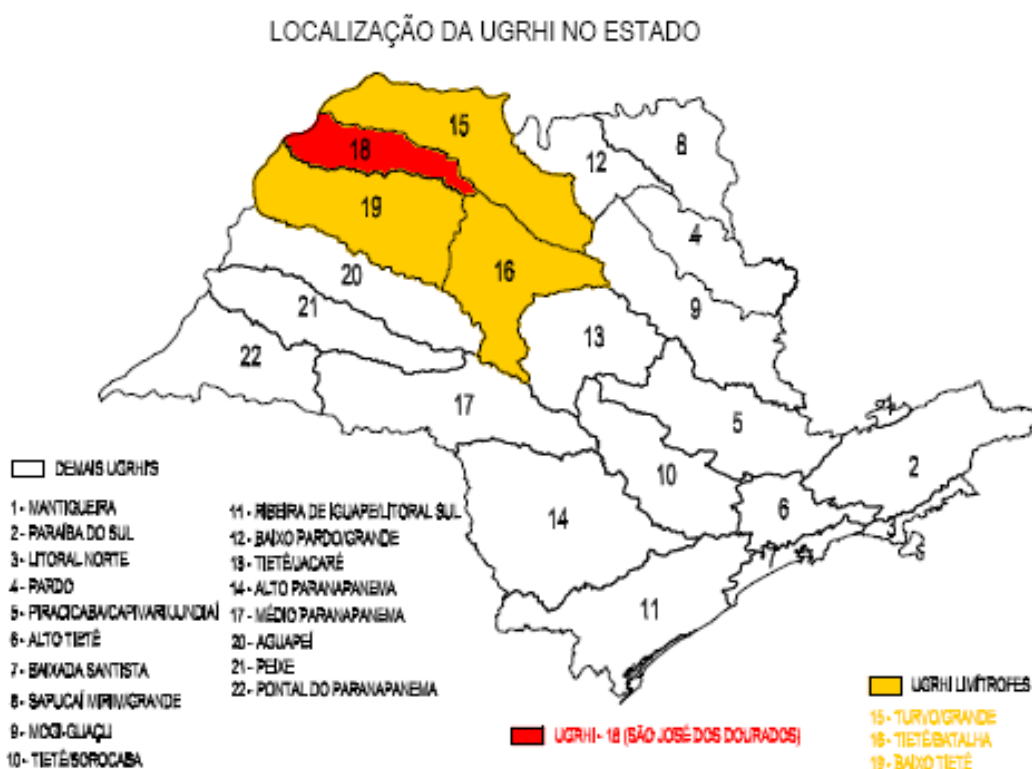 LOCALIZAÇÃO DA UGRHI NO ESTADO
15
8
12
18
4
19
16
20
9
21
13
22
5
17
2
10
6
14
3
7
11
DEMAIS UGRHI'S
1 - MANTIQUEIRA
2 - PARAÍBA DO SUL
3 - LITORAL NORTE
4 - PARDO
5 - PIRACICABA/CAPIVARI/JUNDIAÍ
6 - ALTO TIETÊ
7 - BAIXADA SANTISTA
8 - SAPUCAÍ MIRIM/GRANDE
9 - MOGI-GUAÇU
10 - TIETÊ/SOROCABA
11 - RIBEIRA DE IGUAPE/LITORAL SUL
12 - BAIXO PARDO/GRANDE
13 - TIETÊ/JACARÉ
14 - ALTO PARANAPANEMA
17 - MÉDIO PARANAPANEMA
20 - AGUAPEÍ
21 - PEIXE
22 - PONTAL DO PARANAPANEMA
UGRHI - 18 (SÃO JOSÉ DOS DOURADOS)
UGRHI LIMÍTROFES
15 - TURVO/GRANDE
16 - TIETÊ/BATALHA
19 - BAIXO TIETÊ